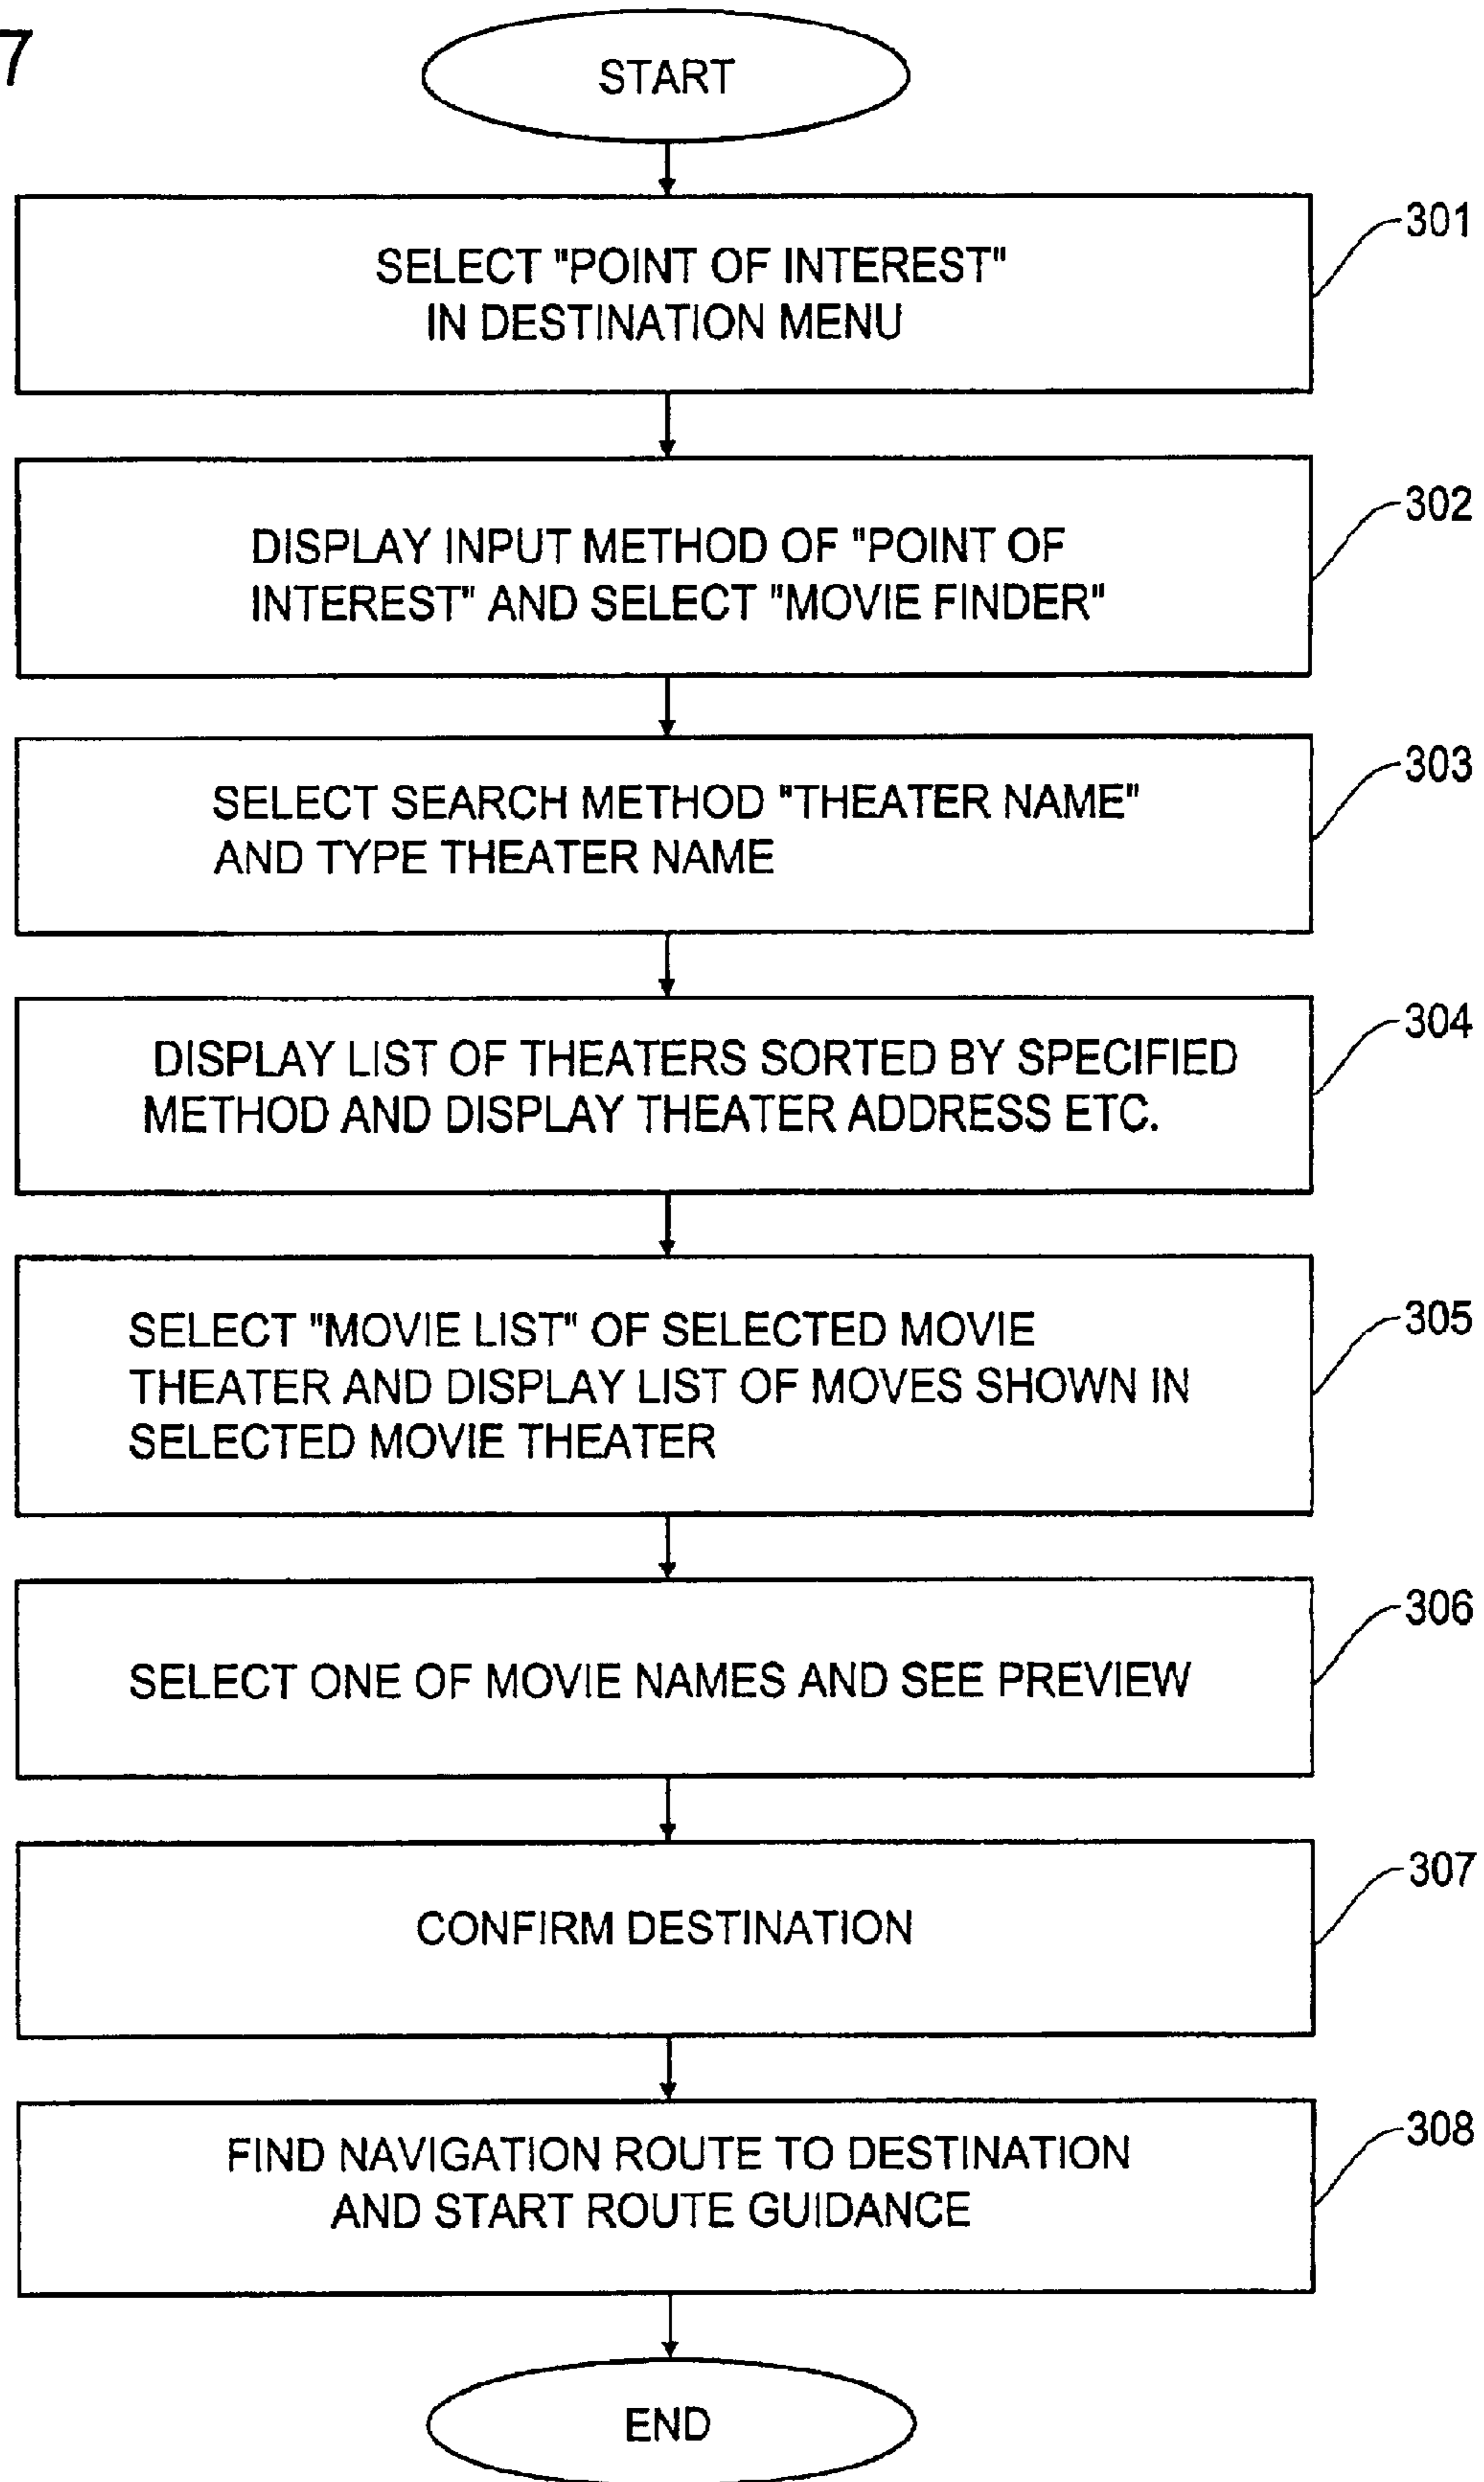 7
START
SELECT "POINT OF INTEREST"
IN DESTINATION MENU
301
DISPLAY INPUT METHOD OF "POINT OF
INTEREST" AND SELECT "MOVIE FINDER"
302
SELECT SEARCH METHOD "THEATER NAME"
AND TYPE THEATER NAME
303
DISPLAY LIST OF THEATERS SORTED BY SPECIFIED
METHOD AND DISPLAY THEATER ADDRESS ETC.
304
SELECT "MOVIE LIST" OF SELECTED MOVIE
THEATER AND DISPLAY LIST OF MOVES SHOWN IN
SELECTED MOVIE THEATER
305
SELECT ONE OF MOVIE NAMES AND SEE PREVIEW
306
CONFIRM DESTINATION
307
FIND NAVIGATION ROUTE TO DESTINATION
AND START ROUTE GUIDANCE
308
END